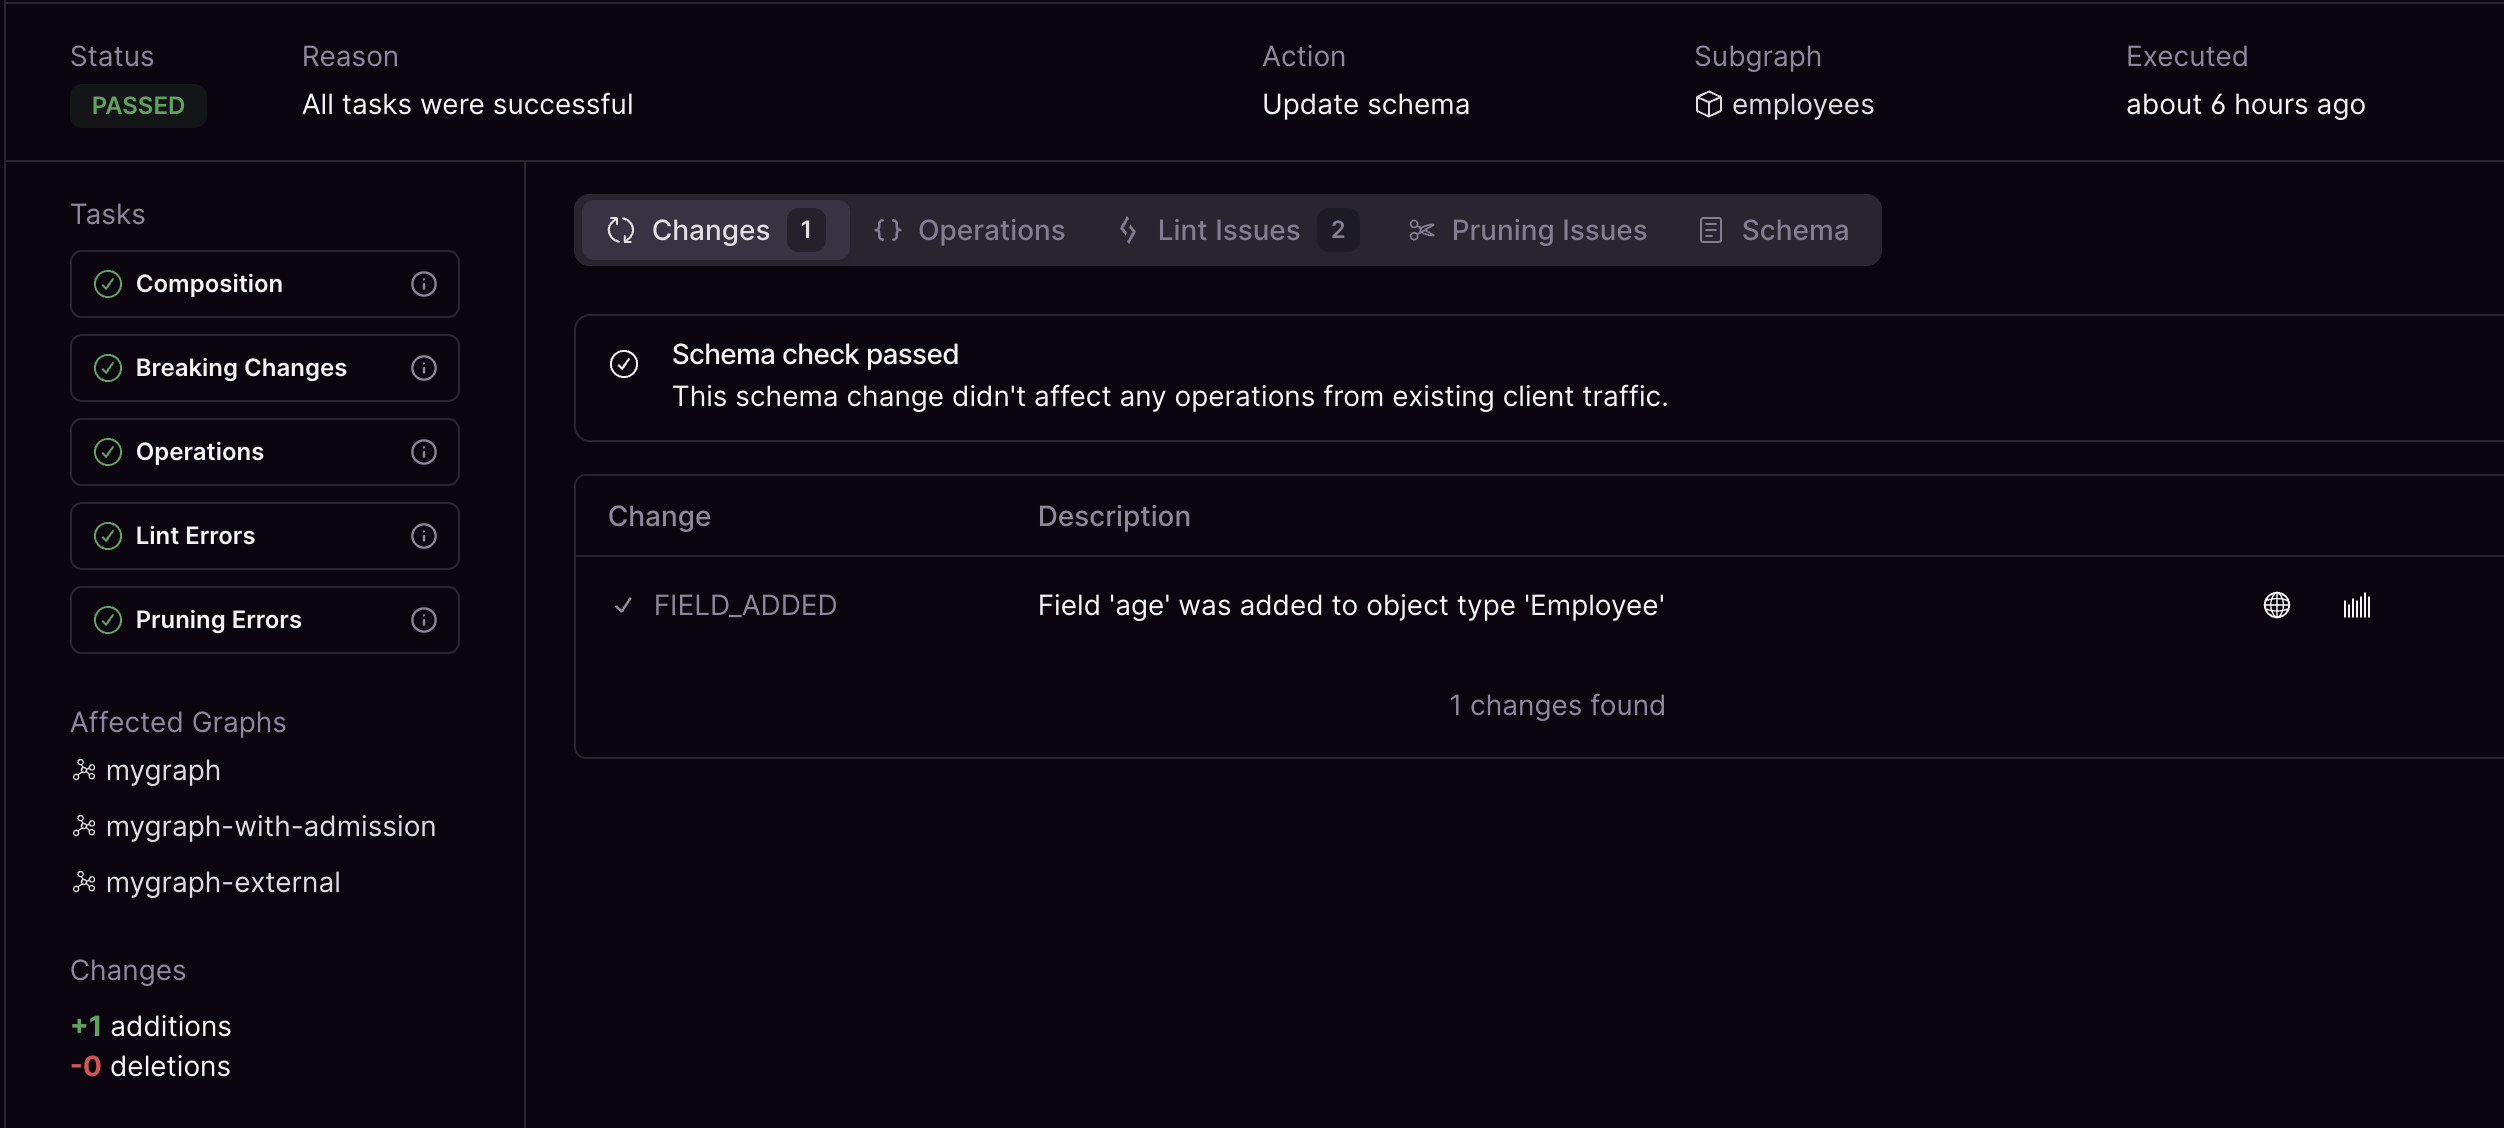 Status
Reason
Action
Subgraph
Executed
PASSED
All tasks were successful
Update schema
employees
about 6 hours ago
Tasks
Composition
Breaking Changes
Operations
Lint Errors
Pruning Errors
Affected Graphs
mygraph
mygraph-with-admission
mygraph-external
Changes
+1 additions
-0 deletions
Changes 1
Operations
Lint Issues 2
Pruning Issues
Schema
Schema check passed
This schema change didn't affect any operations from existing client traffic.
Change
Description
FIELD_ADDED
Field 'age' was added to object type 'Employee'
1 changes found